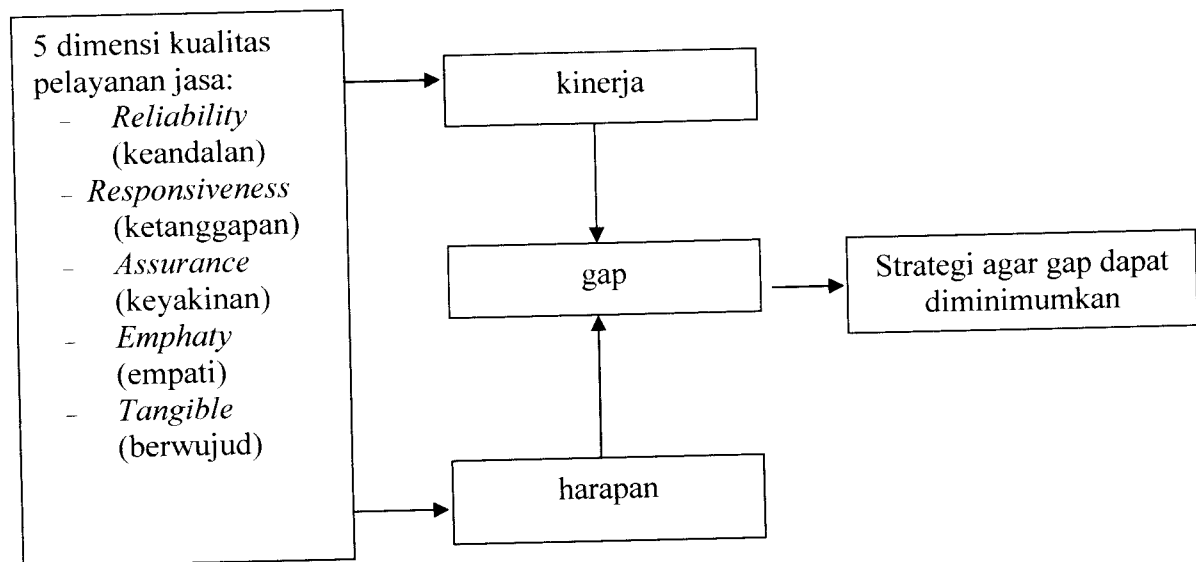 5 dimensi kualitas
pelayanan jasa:
- Reliability
(keandalan)
- Responsiveness
(ketanggapan)
- Assurance
(keyakinan)
- Emphaty
(empati)
- Tangible
(berwujud)
kinerja
gap
harapan
Strategi agar gap dapat
diminimumkan